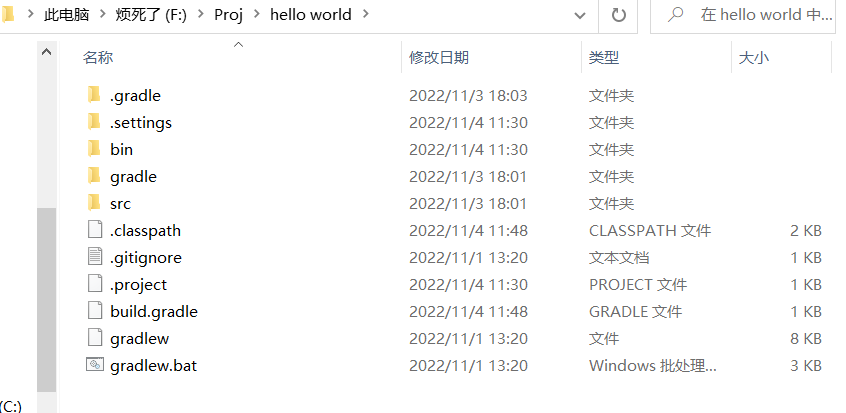 此电脑 > 烦死了 (F:) > Proj > hello world > 在 hello world 中...
名称 修改日期 类型 大小
.gradle 2022/11/3 18:03 文件夹
.settings 2022/11/4 11:30 文件夹
bin 2022/11/4 11:30 文件夹
gradle 2022/11/3 18:01 文件夹
src 2022/11/3 18:01 文件夹
.classpath 2022/11/4 11:48 CLASSPATH 文件 2 KB
.gitignore 2022/11/1 13:20 文本文档 1 KB
.project 2022/11/4 11:30 PROJECT 文件 1 KB
build.gradle 2022/11/4 11:48 GRADLE 文件 1 KB
gradlew 2022/11/1 13:20 文件 8 KB
gradlew.bat 2022/11/1 13:20 Windows 批处理... 3 KB
(C:)